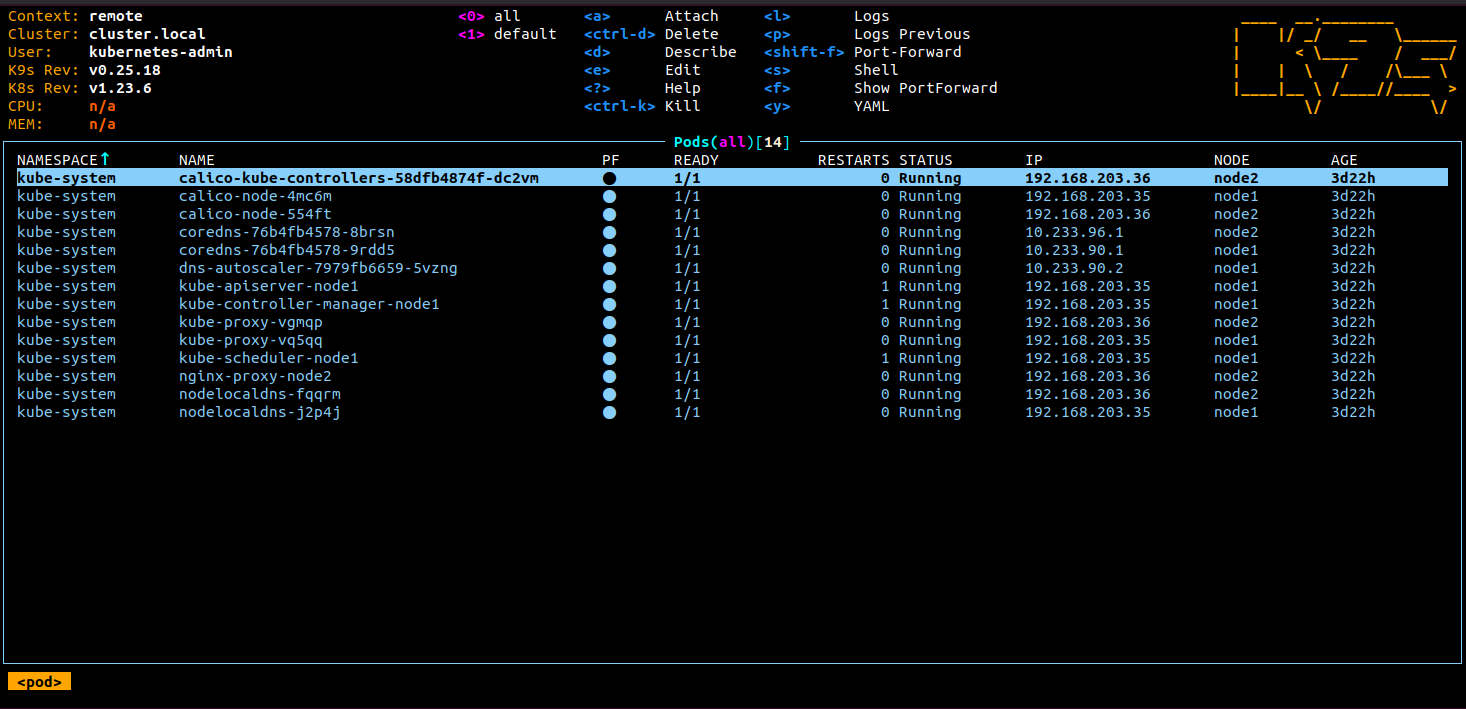 Context: remote <0> all <a> Attach <l> Logs
Cluster: cluster.local <1> default <ctrl-d> Delete <p> Logs Previous
User: kubernetes-admin <d> Describe <shift-f> Port-Forward
K9s Rev: v0.25.18 <e> Edit <s> Shell
K8s Rev: v1.23.6 <?> Help <f> Show PortForward
CPU: n/a <ctrl-k> Kill <y> YAML
MEM: n/a
Pods(all)[14]
NAMESPACE↑ NAME PF READY RESTARTS STATUS IP NODE AGE
kube-system calico-kube-controllers-58dfb4874f-dc2vm ● 1/1 0 Running 192.168.203.36 node2 3d22h
kube-system calico-node-4mc6m ● 1/1 0 Running 192.168.203.35 node1 3d22h
kube-system calico-node-554ft ● 1/1 0 Running 192.168.203.36 node2 3d22h
kube-system coredns-76b4fb4578-8brsn ● 1/1 0 Running 10.233.96.1 node2 3d22h
kube-system coredns-76b4fb4578-9rdd5 ● 1/1 0 Running 10.233.90.1 node1 3d22h
kube-system dns-autoscaler-7979fb6659-5vzng ● 1/1 0 Running 10.233.90.2 node1 3d22h
kube-system kube-apiserver-node1 ● 1/1 1 Running 192.168.203.35 node1 3d22h
kube-system kube-controller-manager-node1 ● 1/1 1 Running 192.168.203.35 node1 3d22h
kube-system kube-proxy-vgmqp ● 1/1 0 Running 192.168.203.36 node2 3d22h
kube-system kube-proxy-vq5qq ● 1/1 0 Running 192.168.203.35 node1 3d22h
kube-system kube-scheduler-node1 ● 1/1 1 Running 192.168.203.35 node1 3d22h
kube-system nginx-proxy-node2 ● 1/1 0 Running 192.168.203.36 node2 3d22h
kube-system nodelocaldns-fqqrm ● 1/1 0 Running 192.168.203.36 node2 3d22h
kube-system nodelocaldns-j2p4j ● 1/1 0 Running 192.168.203.35 node1 3d22h
<pod>